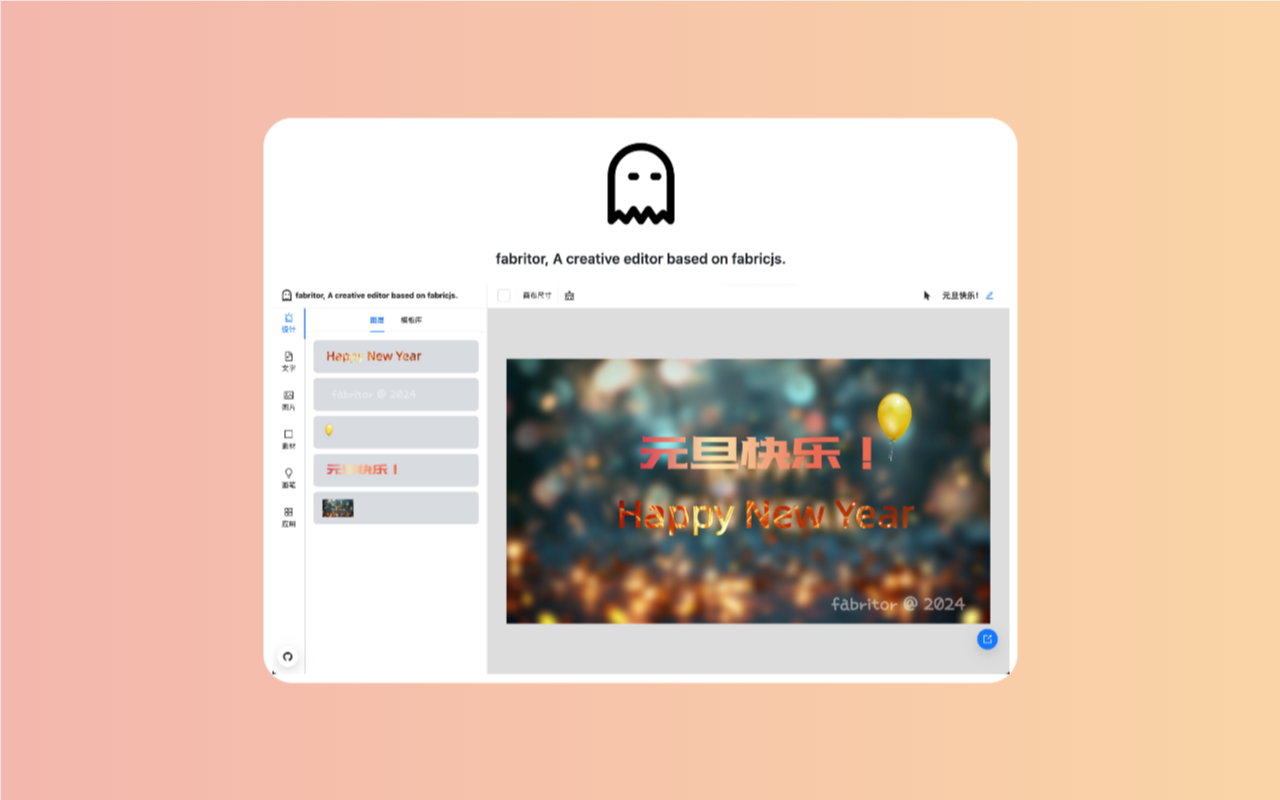 fabritor, A creative editor based on fabricjs.
fabritor, A creative editor based on fabricjs.
画布尺寸
元旦快乐!
设计
文字
图片
素材
画笔
应用
图层
模板库
Happy New Year
fabritor @ 2024
元旦快乐！
元旦快乐！
Happy New Year
fabritor @ 2024